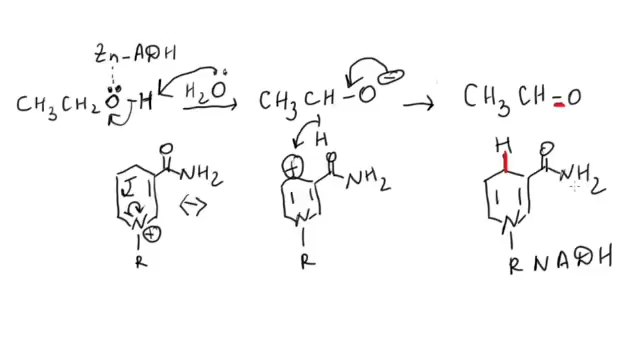 Zn-ADH
CH3CH2O-H H2O CH3CH-O CH3CH=O
H H
O NH2 + O NH2 O NH2
N + N N
R R R NADH